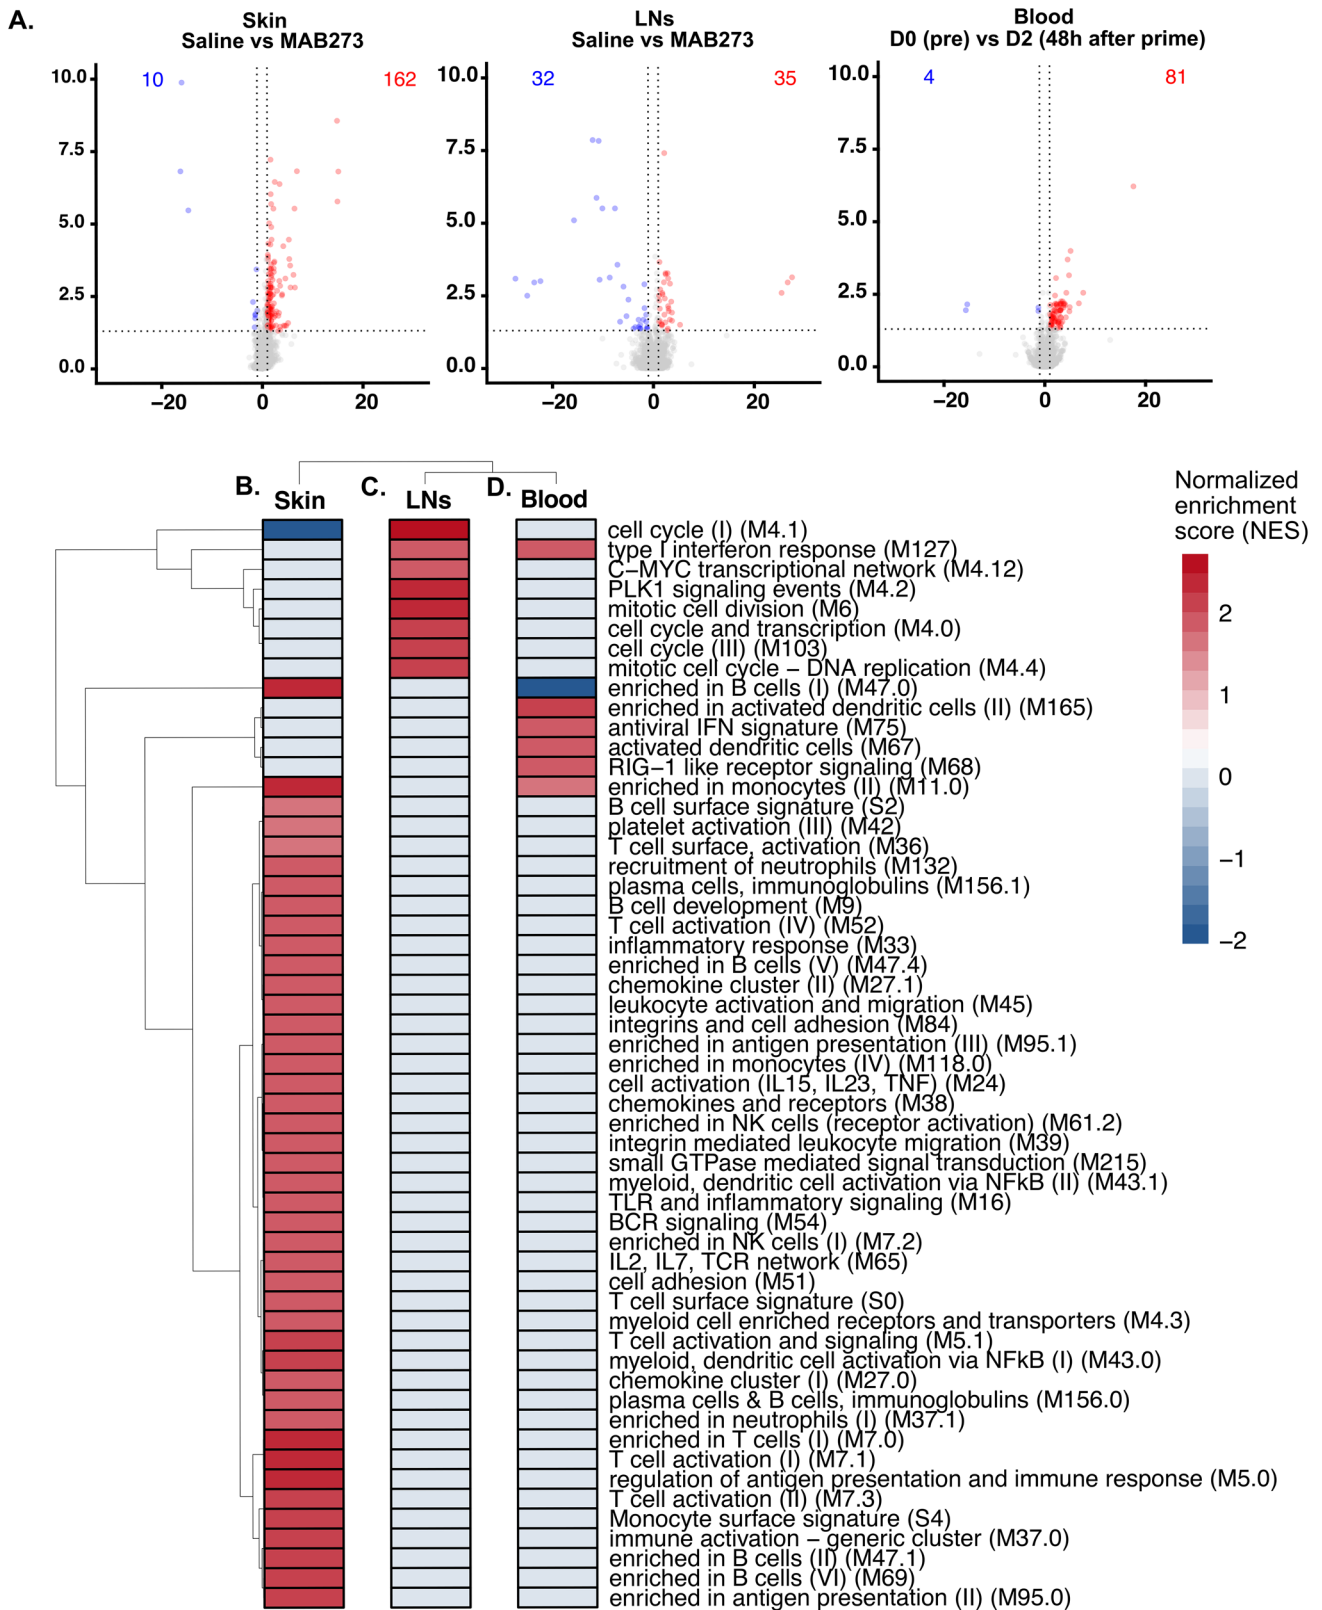 A.
Skin
Saline vs MAB273
LNs
Saline vs MAB273
Blood
D0 (pre) vs D2 (48h after prime)
10.0
7.5
5.0
2.5
0.0
10
162
−20
0
20
10.0
7.5
5.0
2.5
0.0
32
35
−20
0
20
10.0
7.5
5.0
2.5
0.0
4
81
−20
0
20
B.
Skin
C.
LNs
D.
Blood
cell cycle (I) (M4.1)
type I interferon response (M127)
C−MYC transcriptional network (M4.12)
PLK1 signaling events (M4.2)
mitotic cell division (M6)
cell cycle and transcription (M4.0)
cell cycle (III) (M103)
mitotic cell cycle − DNA replication (M4.4)
enriched in B cells (I) (M47.0)
enriched in activated dendritic cells (II) (M165)
antiviral IFN signature (M75)
activated dendritic cells (M67)
RIG−1 like receptor signaling (M68)
enriched in monocytes (II) (M11.0)
B cell surface signature (S2)
platelet activation (III) (M42)
T cell surface, activation (M36)
recruitment of neutrophils (M132)
plasma cells, immunoglobulins (M156.1)
B cell development (M9)
T cell activation (IV) (M52)
inflammatory response (M33)
enriched in B cells (V) (M47.4)
chemokine cluster (II) (M27.1)
leukocyte activation and migration (M45)
integrins and cell adhesion (M84)
enriched in antigen presentation (III) (M95.1)
enriched in monocytes (IV) (M118.0)
cell activation (IL15, IL23, TNF) (M24)
chemokines and receptors (M38)
enriched in NK cells (receptor activation) (M61.2)
integrin mediated leukocyte migration (M39)
small GTPase mediated signal transduction (M215)
myeloid, dendritic cell activation via NFkB (II) (M43.1)
TLR and inflammatory signaling (M16)
BCR signaling (M54)
enriched in NK cells (I) (M7.2)
IL2, IL7, TCR network (M65)
cell adhesion (M51)
T cell surface signature (S0)
myeloid cell enriched receptors and transporters (M4.3)
T cell activation and signaling (M5.1)
myeloid, dendritic cell activation via NFkB (I) (M43.0)
chemokine cluster (I) (M27.0)
plasma cells & B cells, immunoglobulins (M156.0)
enriched in neutrophils (I) (M37.1)
enriched in T cells (I) (M7.0)
T cell activation (I) (M7.1)
regulation of antigen presentation and immune response (M5.0)
T cell activation (II) (M7.3)
Monocyte surface signature (S4)
immune activation − generic cluster (M37.0)
enriched in B cells (II) (M47.1)
enriched in B cells (VI) (M69)
enriched in antigen presentation (II) (M95.0)
Normalized
enrichment
score (NES)
2
1
0
−1
−2